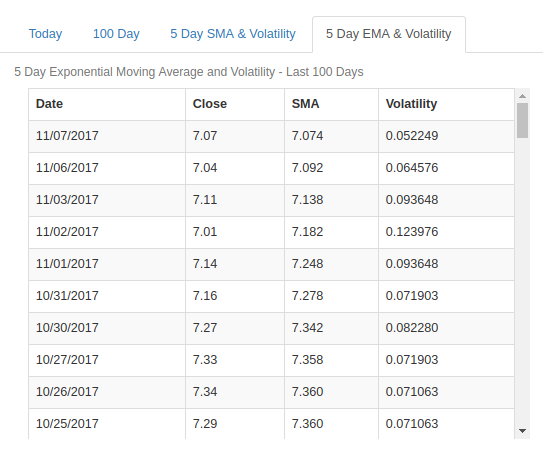 Today 100 Day 5 Day SMA & Volatility 5 Day EMA & Volatility
5 Day Exponential Moving Average and Volatility - Last 100 Days
Date Close SMA Volatility
11/07/2017 7.07 7.074 0.052249
11/06/2017 7.04 7.092 0.064576
11/03/2017 7.11 7.138 0.093648
11/02/2017 7.01 7.182 0.123976
11/01/2017 7.14 7.248 0.093648
10/31/2017 7.16 7.278 0.071903
10/30/2017 7.27 7.342 0.082280
10/27/2017 7.33 7.358 0.071903
10/26/2017 7.34 7.360 0.071063
10/25/2017 7.29 7.360 0.071063